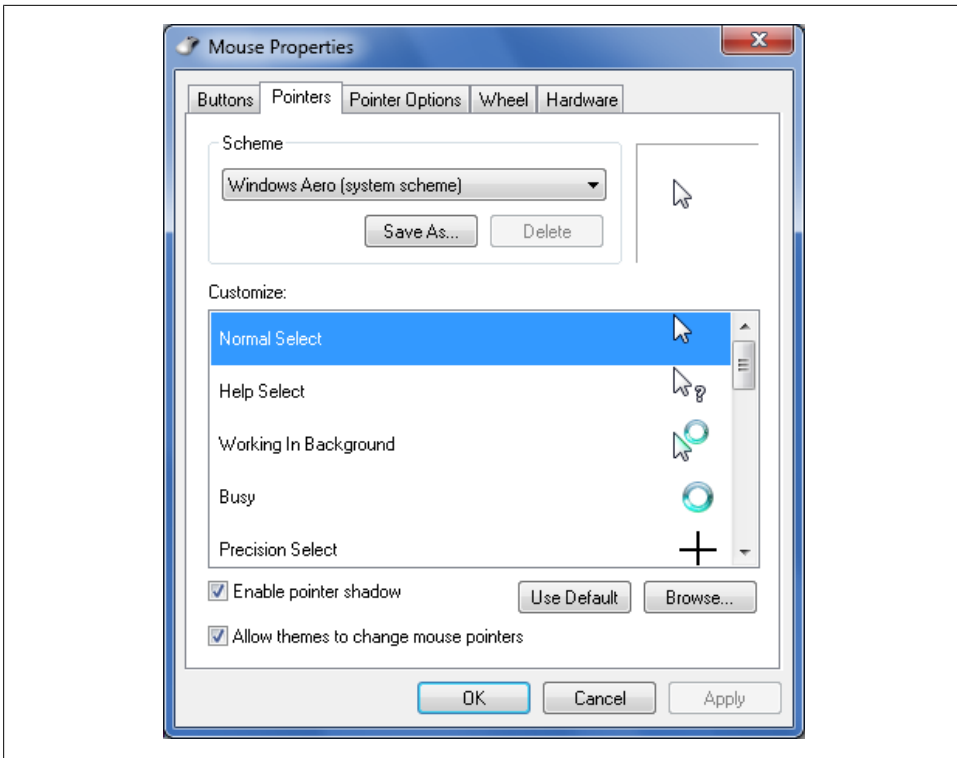 Mouse Properties
Buttons Pointers Pointer Options Wheel Hardware
Scheme
Windows Aero (system scheme)
Save As... Delete
Customize:
Normal Select
Help Select
Working In Background
Busy
Precision Select
Enable pointer shadow
Use Default Browse...
Allow themes to change mouse pointers
OK Cancel Apply